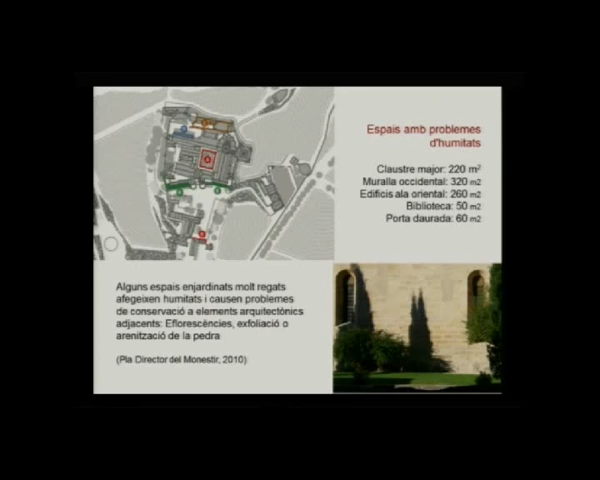 Espais amb problemes
d'humitats
Claustre major: 220 m²
Muralla occidental: 320 m2
Edificis ala oriental: 260 m2
Biblioteca: 50 m2
Porta daurada: 60 m2
Alguns espais enjardinats molt regats
afegeixen humitats i causen problemes
de conservació a elements arquitectònics
adjacents: Eflorescències, exfoliació o
arenització de la pedra
(Pla Director del Monestir, 2010)